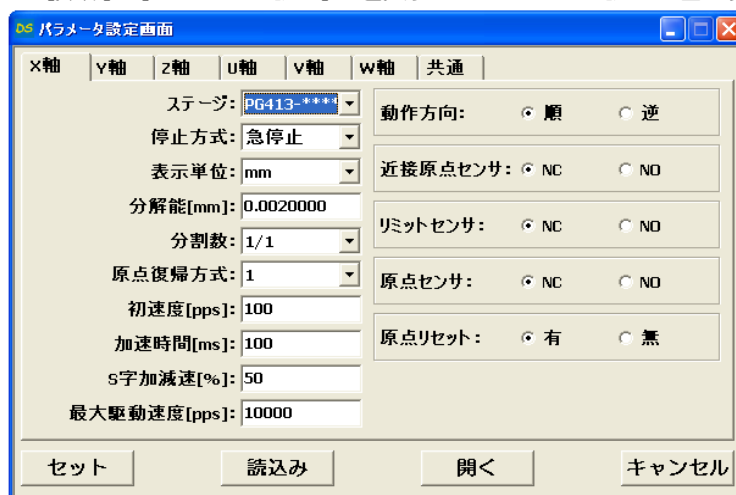 DS パラメータ設定画面
X軸 Y軸 Z軸 U軸 V軸 W軸 共通
ステージ: PG413-****
停止方式: 急停止
表示単位: mm
分解能[mm]: 0.0020000
分割数: 1/1
原点復帰方式: 1
初速度[pps]: 100
加速時間[ms]: 100
S字加減速[%]: 50
最大駆動速度[pps]: 10000
動作方向: 順 逆
近接原点センサ: NC NO
リミットセンサ: NC NO
原点センサ: NC NO
原点リセット: 有 無
セット 読込み 開く キャンセル